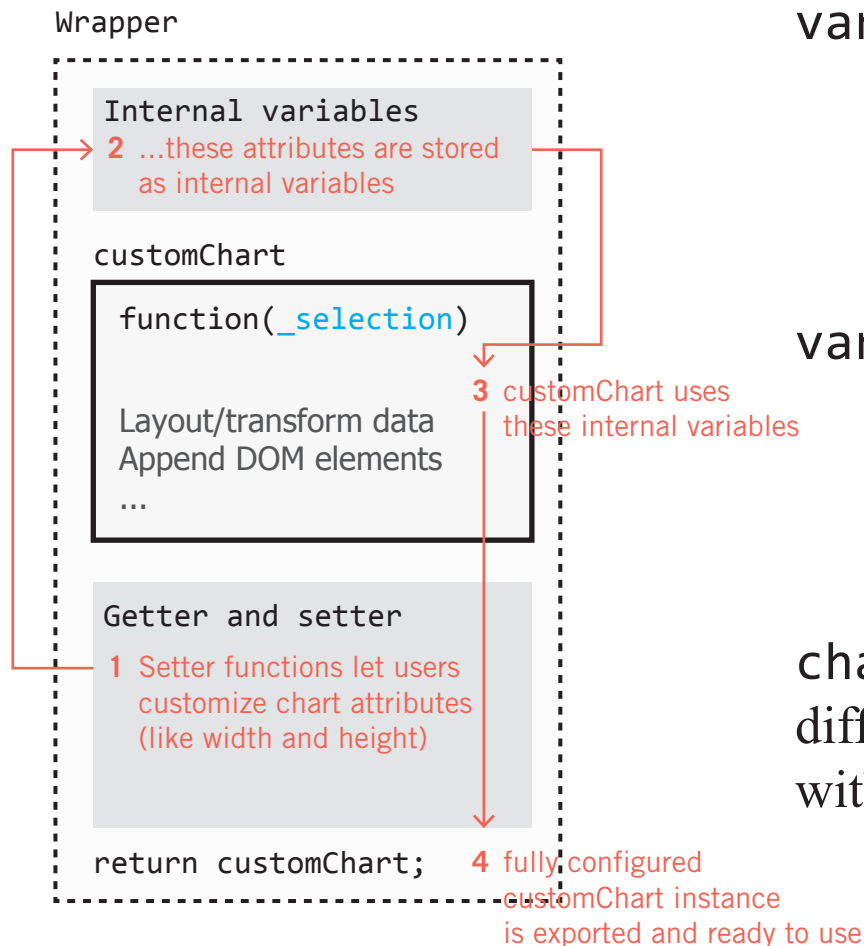 Wrapper
Internal variables
2 ...these attributes are stored
as internal variables
customChart
function(_selection)
3 customChart uses
these internal variables
Layout/transform data
Append DOM elements
...
Getter and setter
1 Setter functions let users
customize chart attributes
(like width and height)
return customChart;
4 fully configured
customChart instance
is exported and ready to use